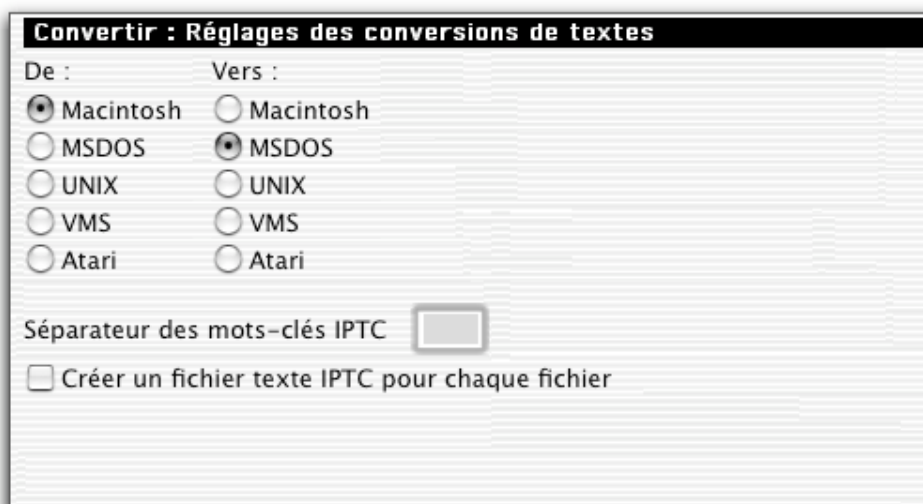 Convertir : Réglages des conversions de textes
De : Vers :
Macintosh Macintosh
MSDOS MSDOS
UNIX UNIX
VMS VMS
Atari Atari
Séparateur des mots-clés IPTC
Créer un fichier texte IPTC pour chaque fichier